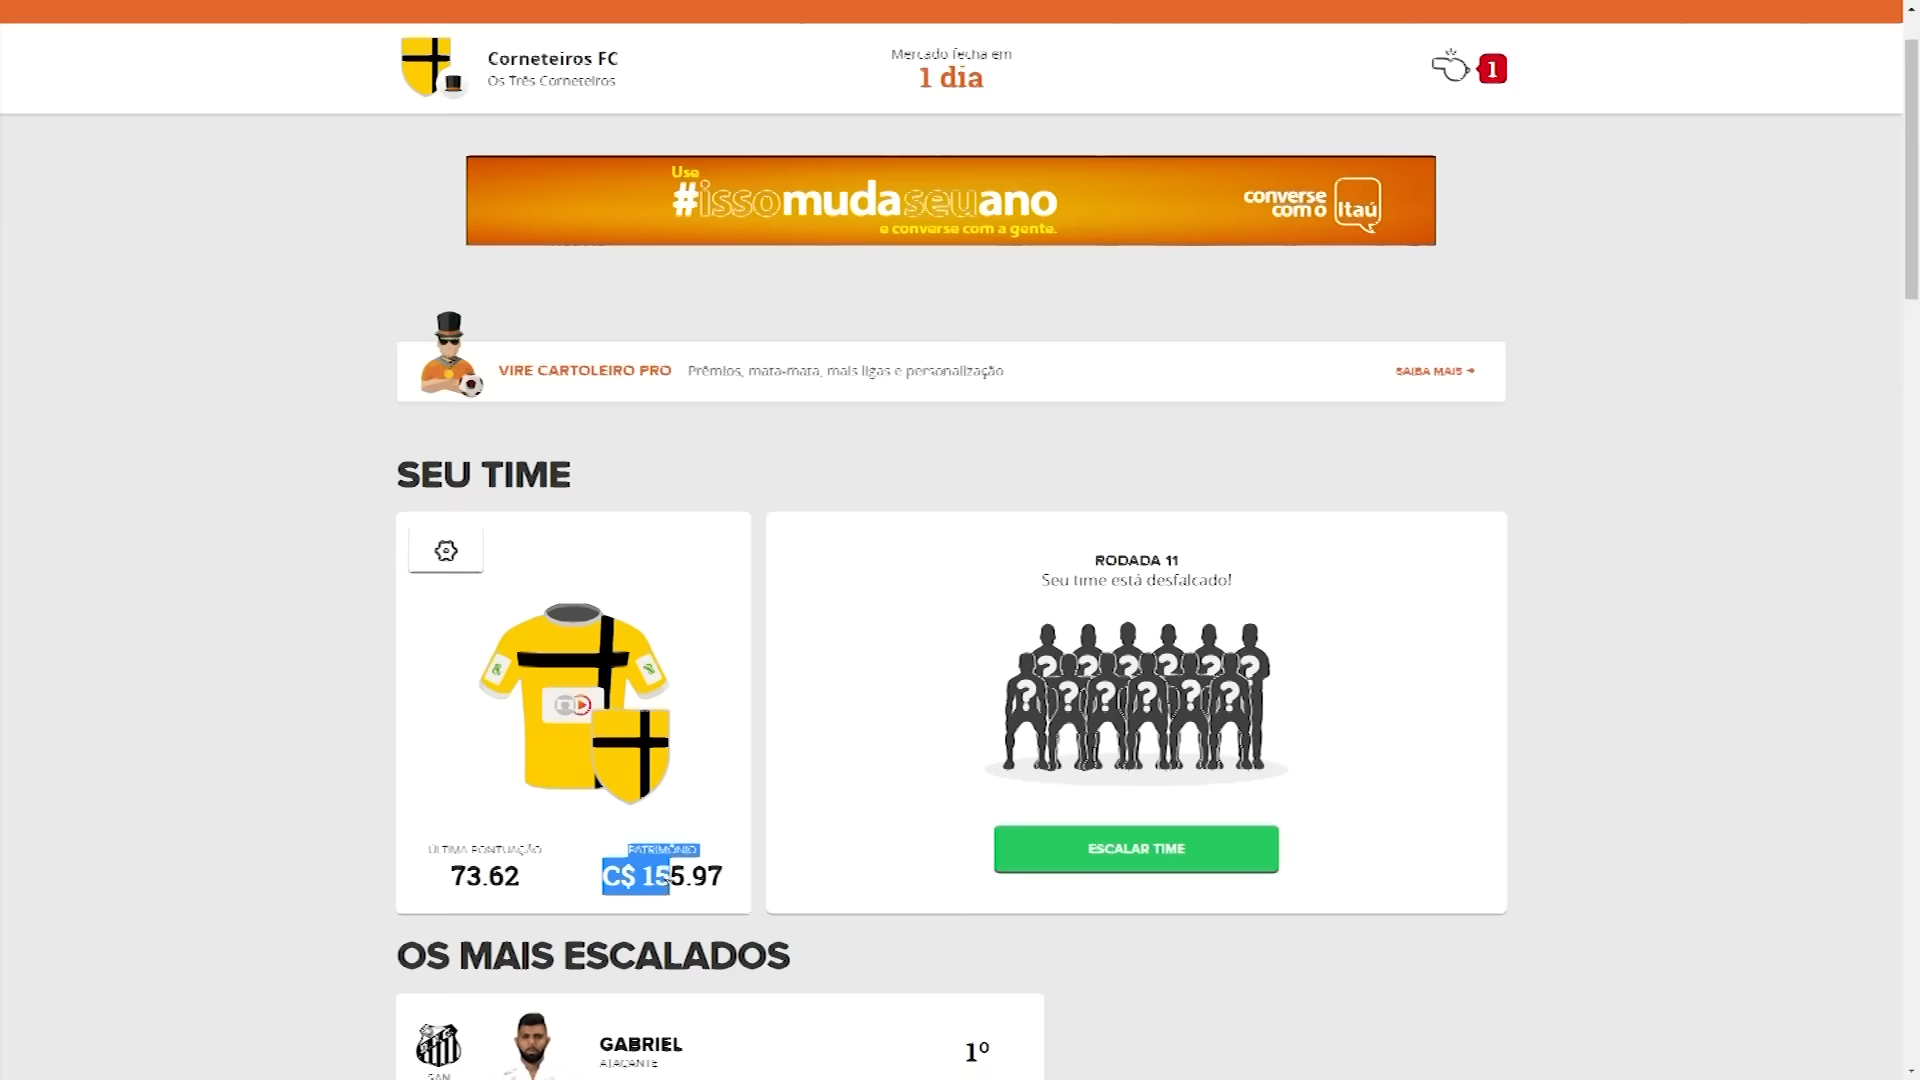 Corneteiros FC
Os Três Corneteiros
Mercado fecha em
1 dia
1
Use
#issomudaseuano
e converse com a gente.
converse
com o
Itaú
VIRE CARTOLEIRO PRO
Prêmios, mata-mata, mais ligas e personalização
SAIBA MAIS
SEU TIME
RODADA 11
Seu time está desfalcado!
ÚLTIMA PONTUAÇÃO
73.62
PATRIMÔNIO
C$ 155.97
ESCALAR TIME
OS MAIS ESCALADOS
GABRIEL
ATACANTE
1º
SAN